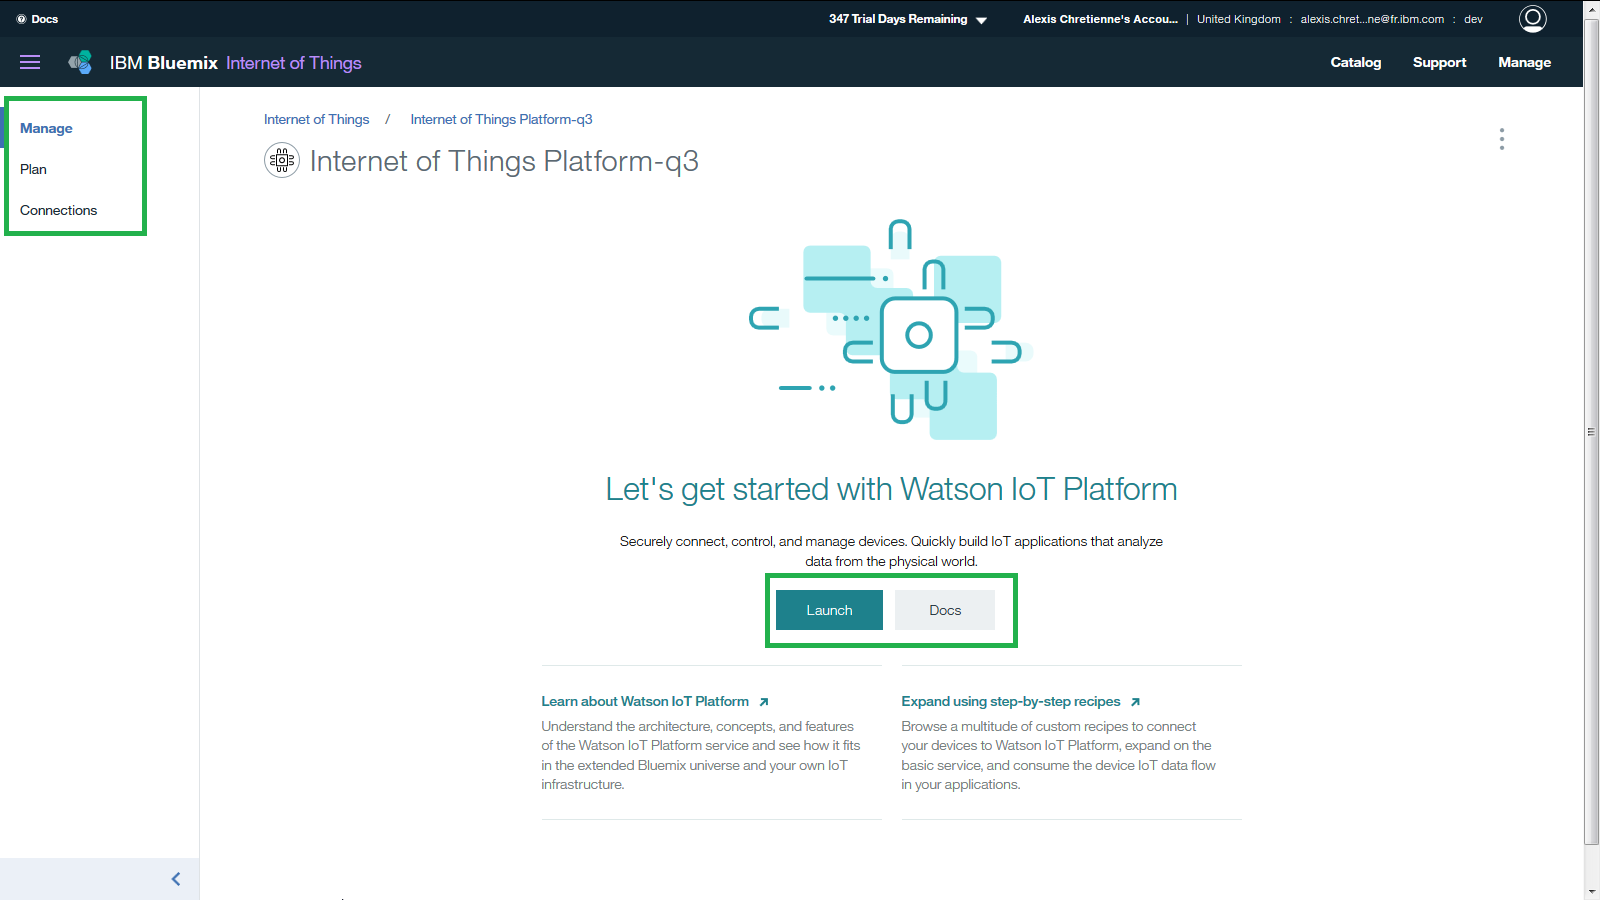 Docs
347 Trial Days Remaining
Alexis Chretienne's Accou... | United Kingdom : alexis.chret...ne@fr.ibm.com : dev
IBM Bluemix Internet of Things
Catalog
Support
Manage
Manage
Plan
Connections
Internet of Things / Internet of Things Platform-q3
Internet of Things Platform-q3
Let's get started with Watson IoT Platform
Securely connect, control, and manage devices. Quickly build IoT applications that analyze
data from the physical world.
Launch
Docs
Learn about Watson IoT Platform
Understand the architecture, concepts, and features
of the Watson IoT Platform service and see how it fits
in the extended Bluemix universe and your own IoT
infrastructure.
Expand using step-by-step recipes
Browse a multitude of custom recipes to connect
your devices to Watson IoT Platform, expand on the
basic service, and consume the device IoT data flow
in your applications.